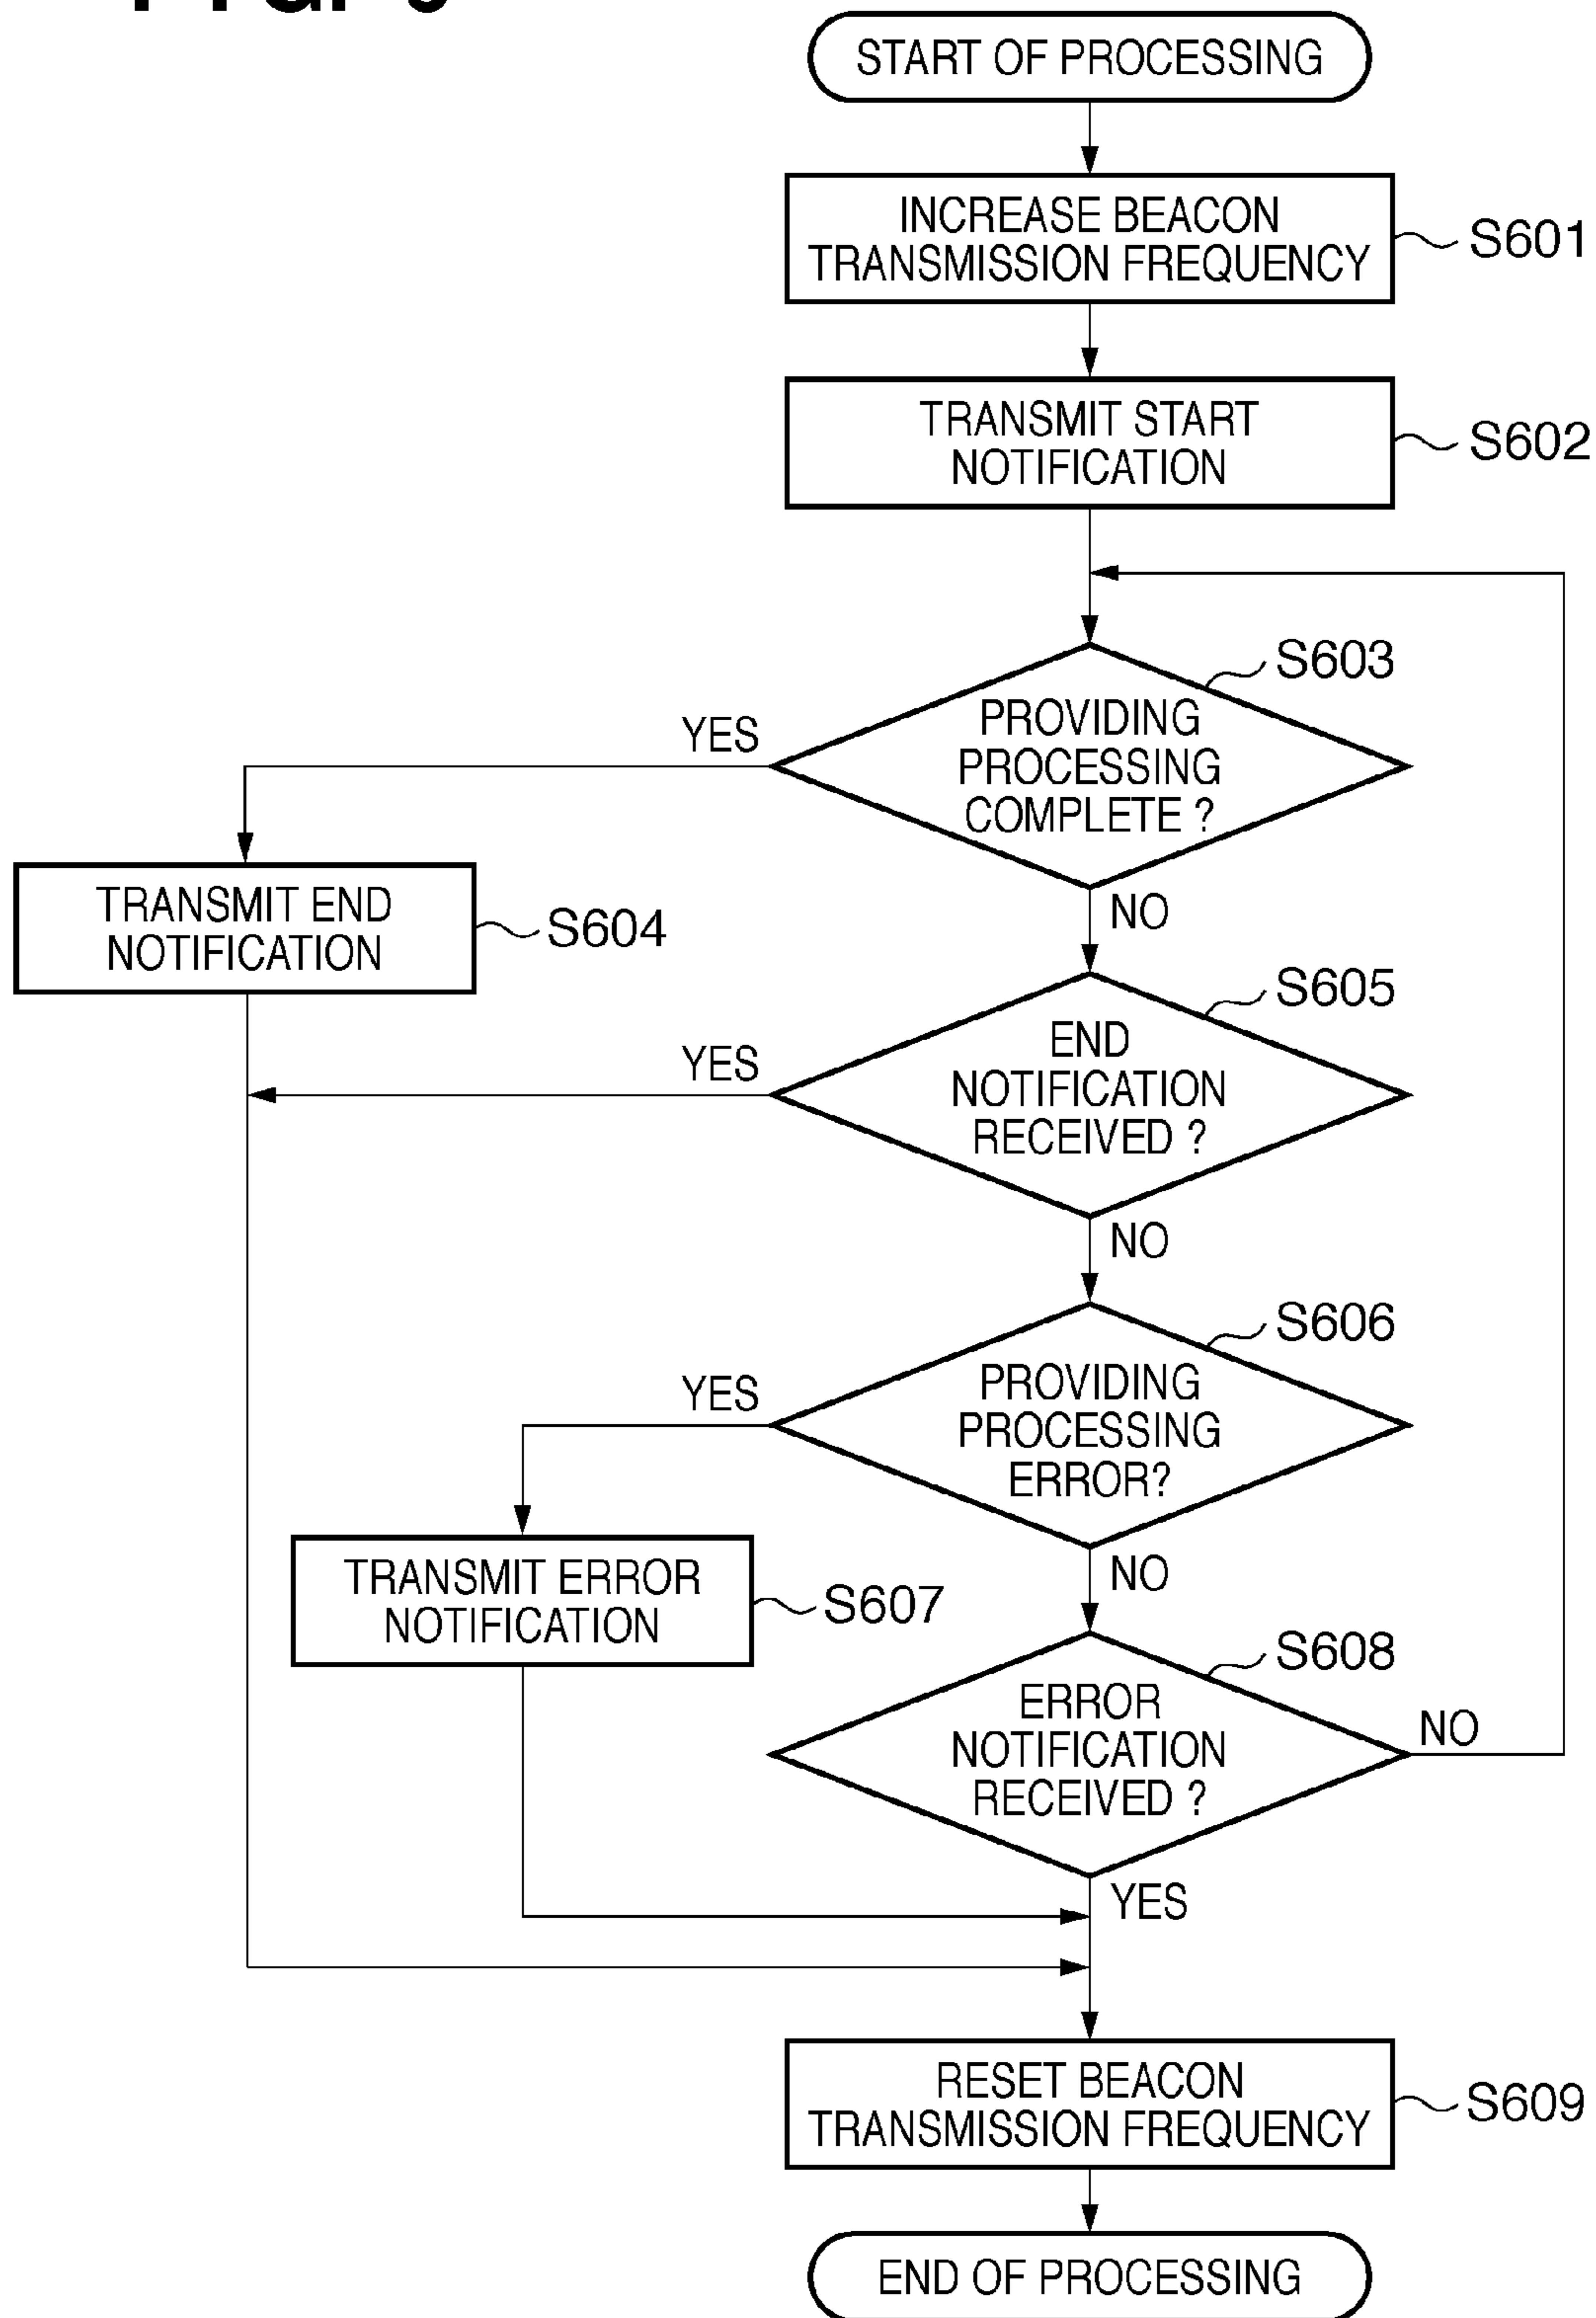 START OF PROCESSING
INCREASE BEACON
TRANSMISSION FREQUENCY
S601
TRANSMIT START
NOTIFICATION
S602
S603
PROVIDING
PROCESSING
COMPLETE ?
YES
NO
TRANSMIT END
NOTIFICATION
S604
S605
END
NOTIFICATION
RECEIVED ?
YES
NO
S606
PROVIDING
PROCESSING
ERROR?
YES
NO
TRANSMIT ERROR
NOTIFICATION
S607
S608
ERROR
NOTIFICATION
RECEIVED ?
NO
YES
RESET BEACON
TRANSMISSION FREQUENCY
S609
END OF PROCESSING